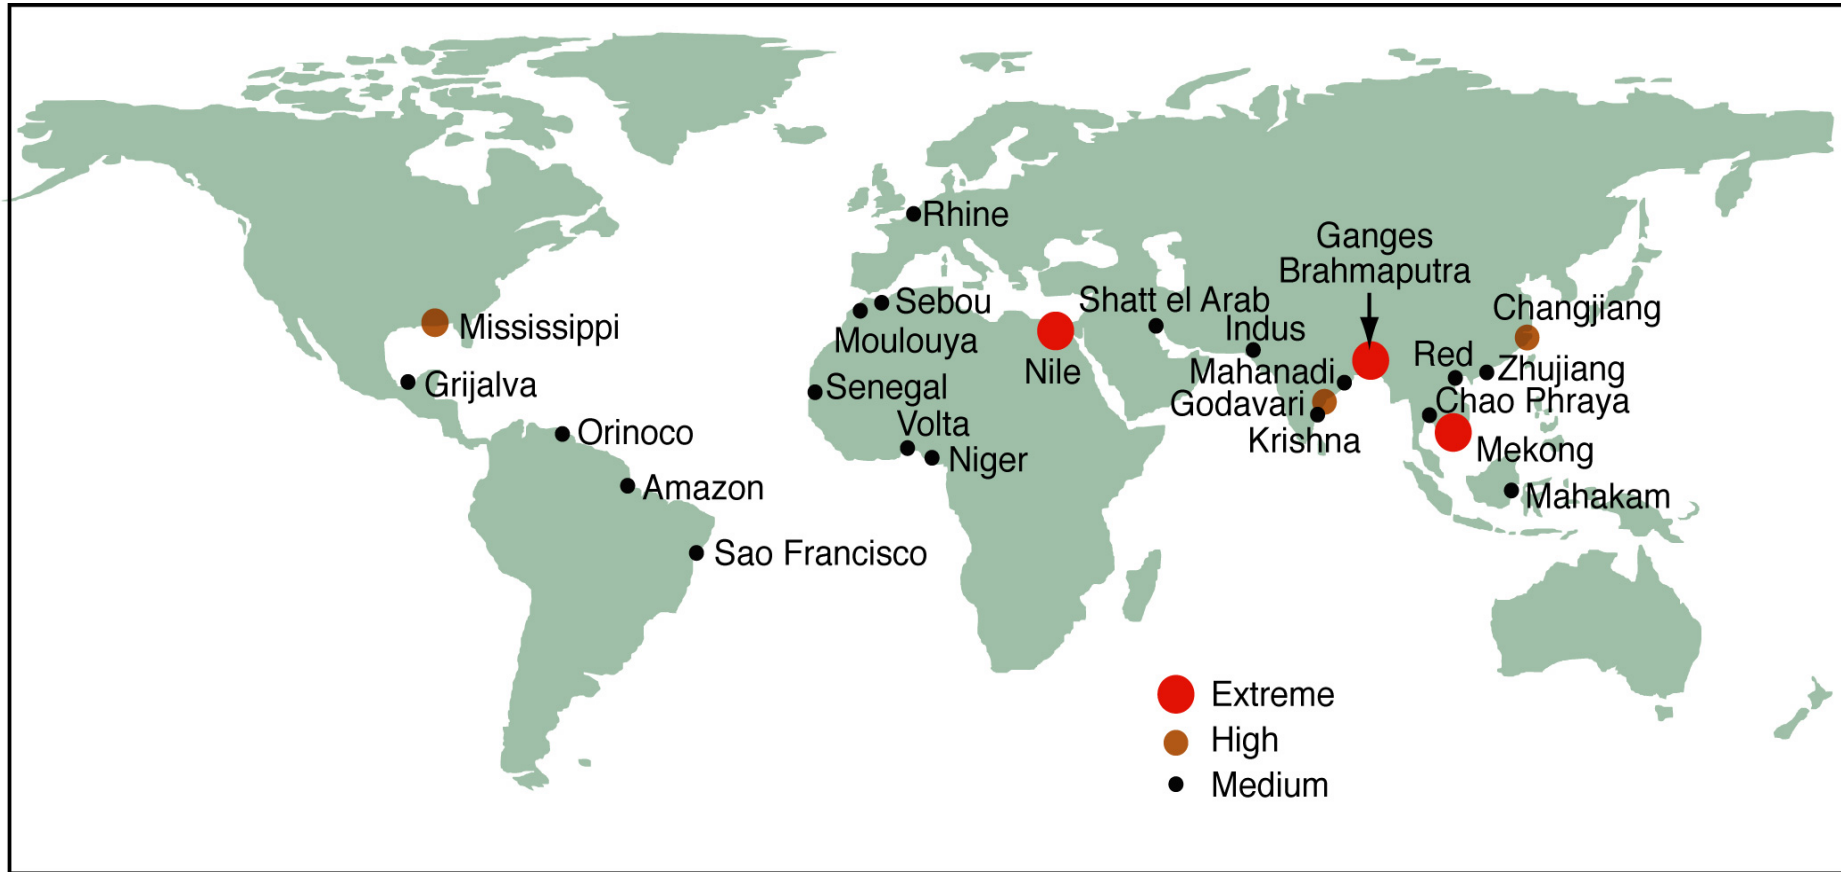 Rhine
Ganges
Brahmaputra
Sebou
Shatt el Arab
Changjiang
Mississippi
Moulouya
Indus
Nile
Red
Zhujiang
Mahanadi
Grijalva
Senegal
Godavari
Chao Phraya
Volta
Orinoco
Krishna
Niger
Mekong
Amazon
Mahakam
Sao Francisco
Extreme
High
Medium